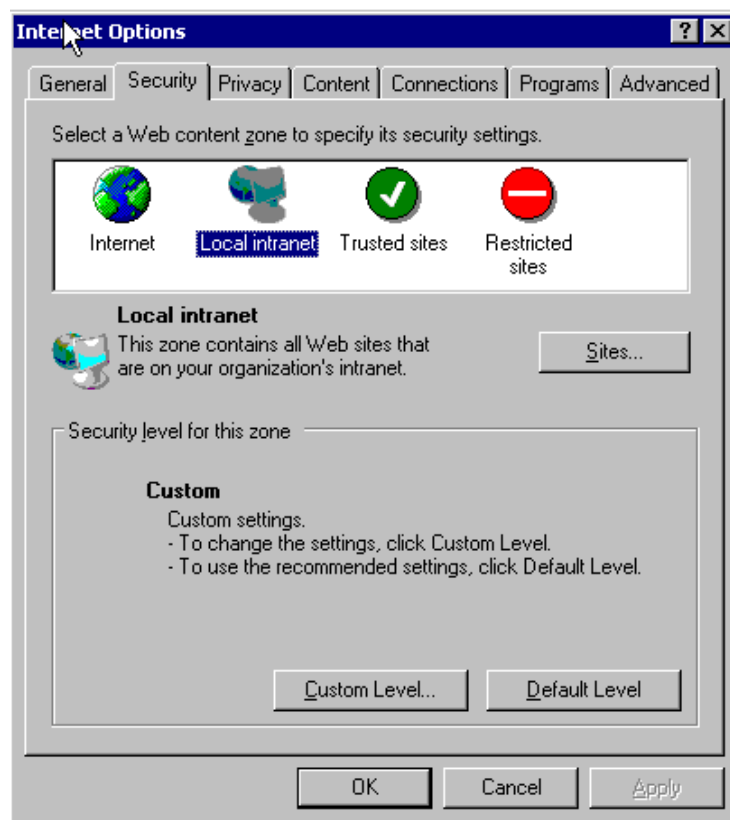 Internet Options
General Security Privacy Content Connections Programs Advanced
Select a Web content zone to specify its security settings.
Internet Local intranet Trusted sites Restricted
sites
Local intranet
This zone contains all Web sites that
are on your organization's intranet.
Sites...
Security level for this zone
Custom
Custom settings.
- To change the settings, click Custom Level.
- To use the recommended settings, click Default Level.
Custom Level... Default Level
OK Cancel Apply